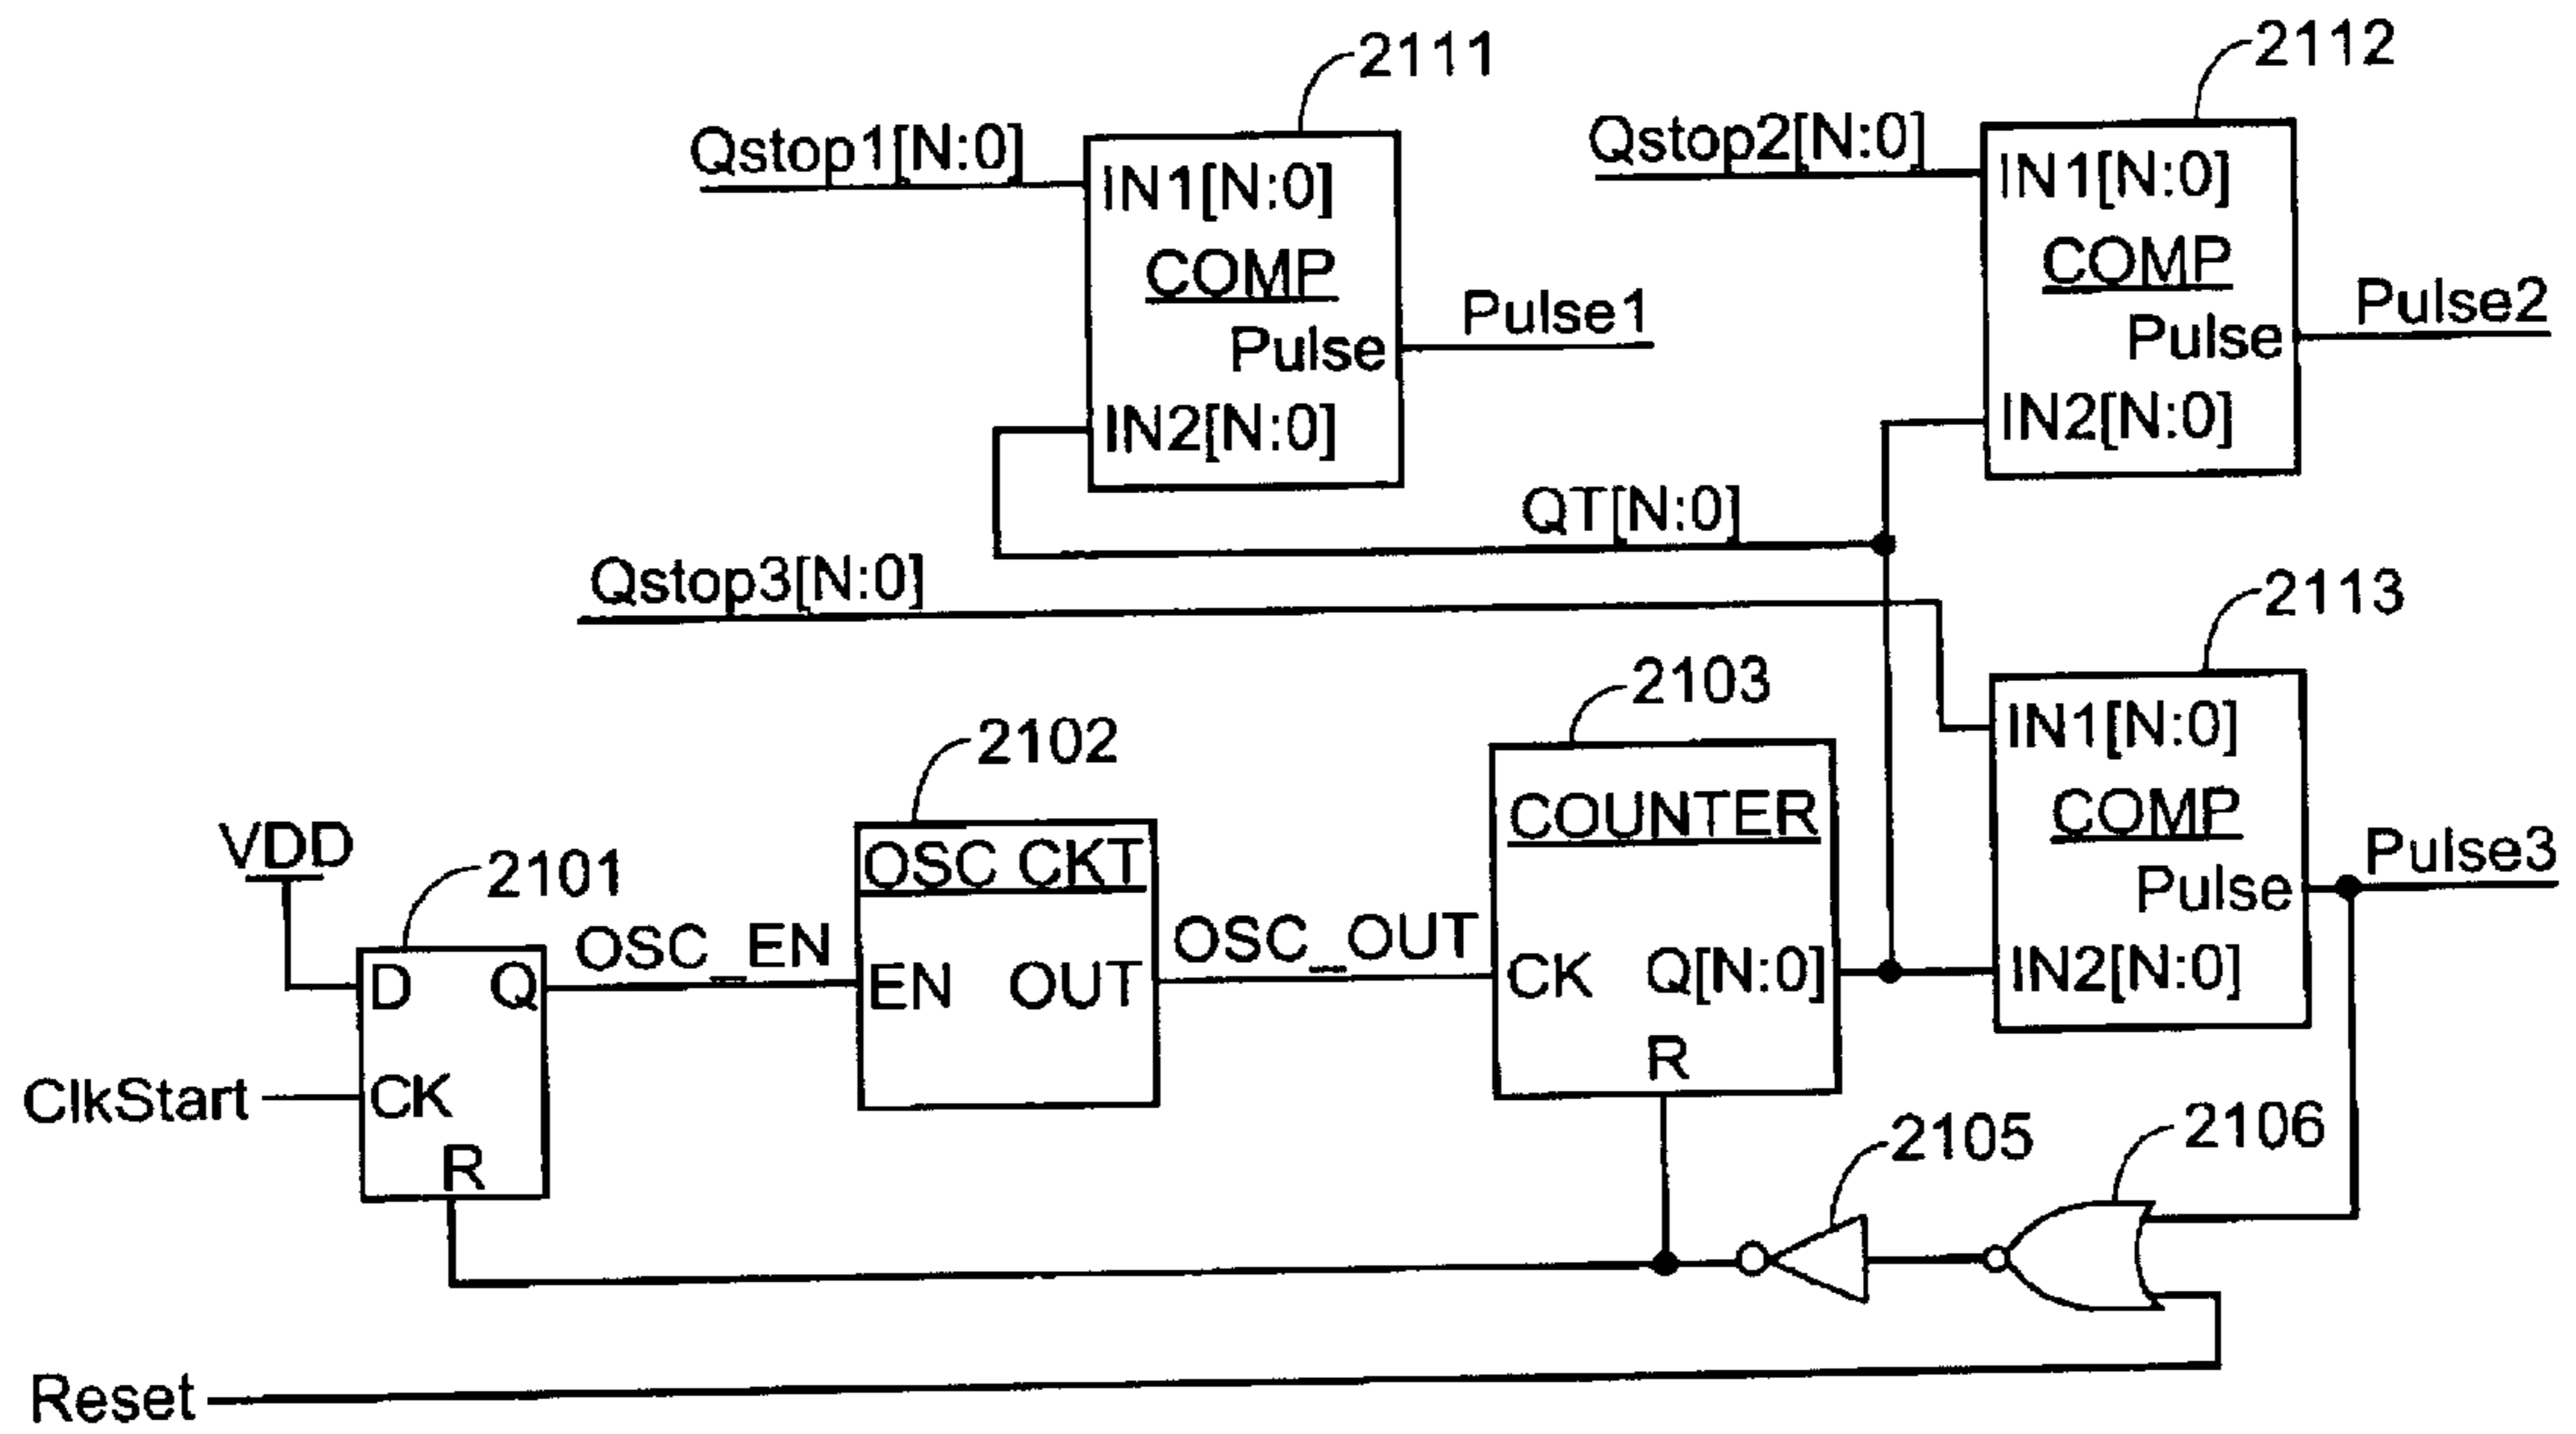 2111
2112
Qstop1[N:0]
IN1[N:0]
COMP
Pulse
IN2[N:0]
Pulse1
Qstop2[N:0]
IN1[N:0]
COMP
Pulse
IN2[N:0]
Pulse2
QT[N:0]
Qstop3[N:0]
2113
IN1[N:0]
COMP
Pulse
IN2[N:0]
Pulse3
2103
COUNTER
CK
Q[N:0]
R
2102
OSC CKT
EN
OUT
OSC_OUT
VDD
2101
D
Q
CK
R
OSC_EN
ClkStart
2105
2106
Reset